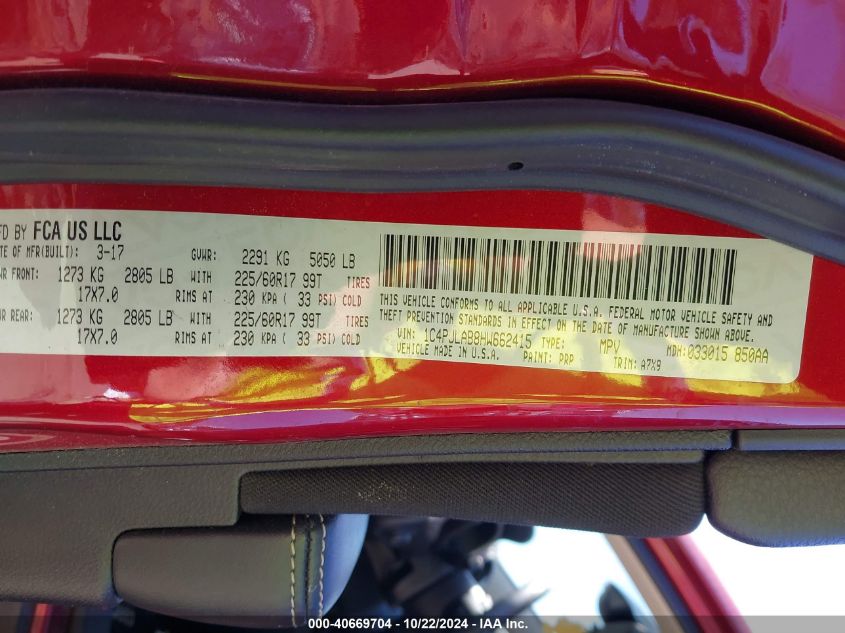 FD BY FCA US LLC
ATE OF MFR(BUILT): 3-17 GVWR: 2291 KG 5050 LB
WR FRONT: 1273 KG 2805 LB WITH 225/60R17 99T TIRES
17X7.0 RIMS AT 230 KPA ( 33 PSI) COLD
WR REAR: 1273 KG 2805 LB WITH 225/60R17 99T TIRES
17X7.0 RIMS AT 230 KPA ( 33 PSI) COLD
THIS VEHICLE CONFORMS TO ALL APPLICABLE U.S.A. FEDERAL MOTOR VEHICLE SAFETY AND
THEFT PREVENTION STANDARDS IN EFFECT ON THE DATE OF MANUFACTURE SHOWN ABOVE.
VIN: 1C4PJLAB8HW662415 TYPE: MPV MDH: 033015 850AA
VEHICLE MADE IN U.S.A. PAINT: PRP TRIM: A7X9
000-40669704 - 10/22/2024 - IAA Inc.